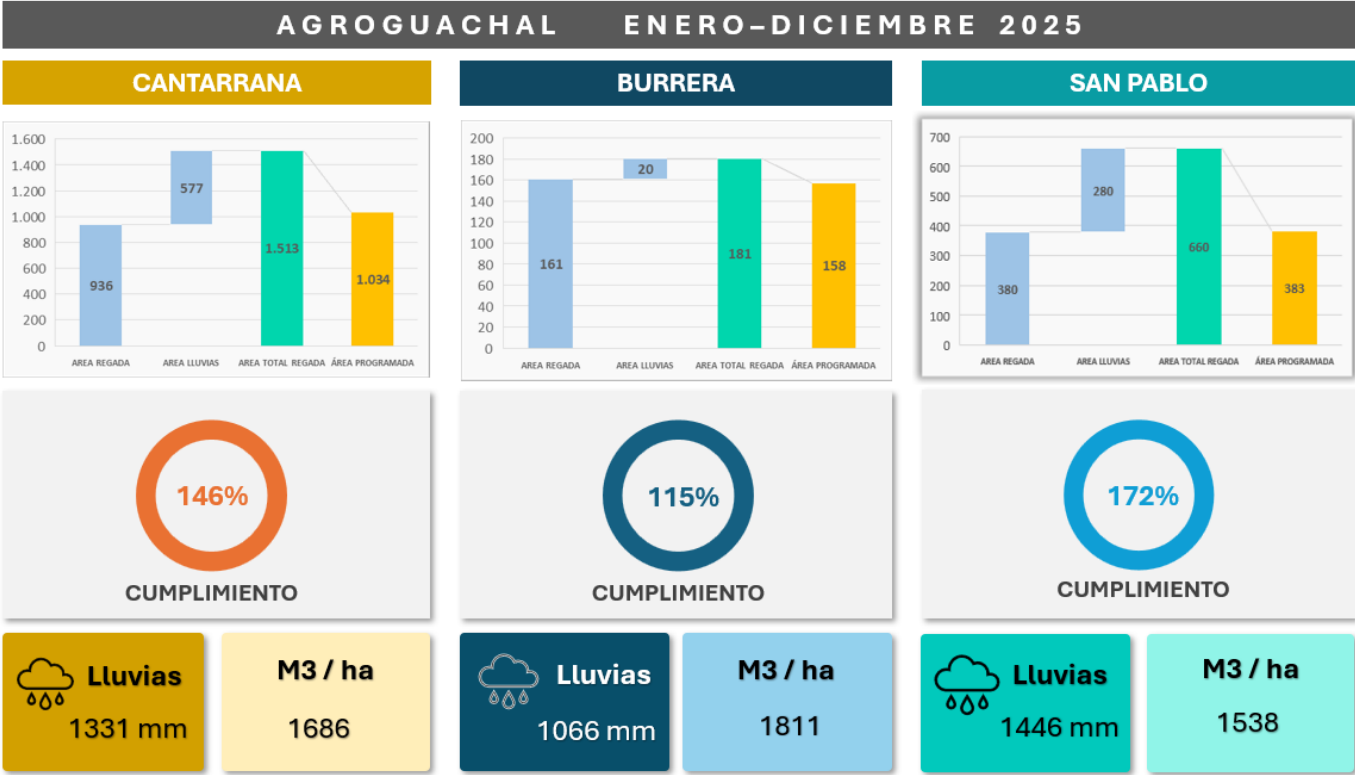 AGROGUACHAL ENERO–DICIEMBRE 2025
CANTARRANA
1.600
1.400
1.200
1.000
800
600
400
200
0
936
577
1.513
1.034
AREA REGADA AREA LLUVIAS AREA TOTAL REGADA ÁREA PROGRAMADA
146%
CUMPLIMIENTO
Lluvias
1331 mm
M3 / ha
1686
BURRERA
200
180
160
140
120
100
80
60
40
20
0
161
20
181
158
AREA REGADA AREA LLUVIAS AREA TOTAL REGADA ÁREA PROGRAMADA
115%
CUMPLIMIENTO
Lluvias
1066 mm
M3 / ha
1811
SAN PABLO
700
600
500
400
300
200
100
0
380
280
660
383
AREA REGADA AREA LLUVIAS AREA TOTAL REGADA ÁREA PROGRAMADA
172%
CUMPLIMIENTO
Lluvias
1446 mm
M3 / ha
1538